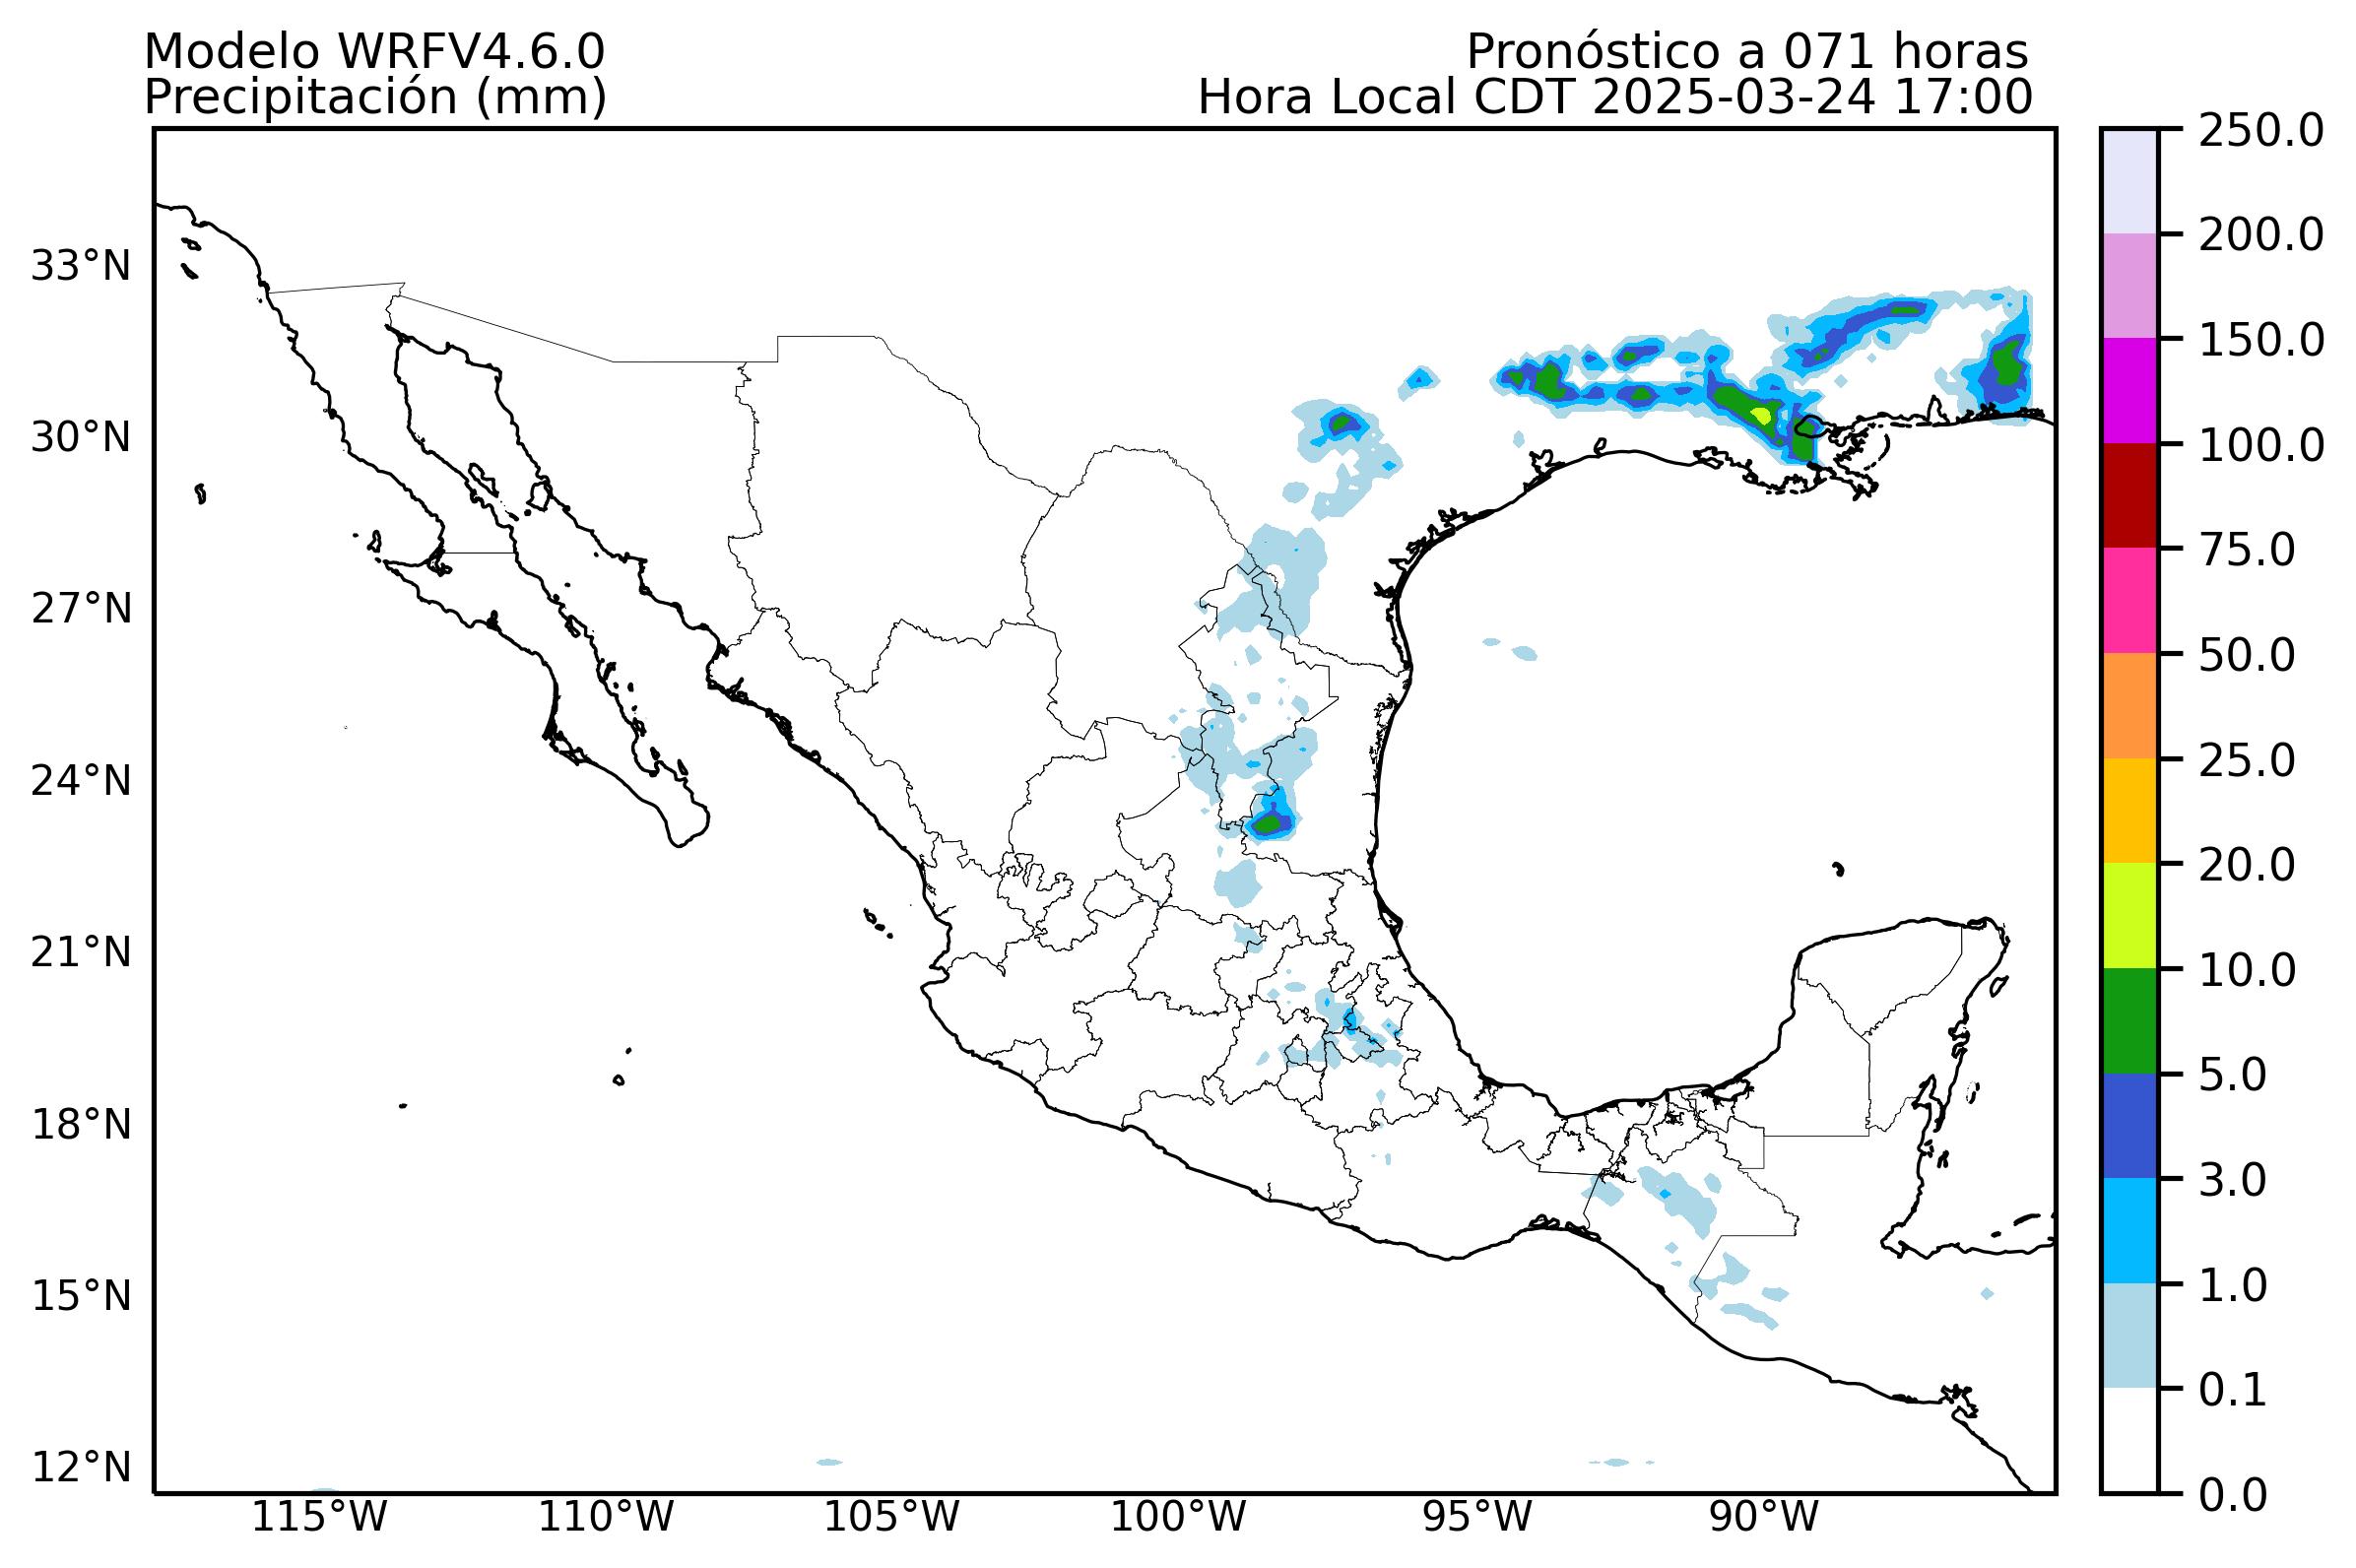 Modelo WRFV4.6.0
Pronóstico a 071 horas
Precipitación (mm)
Hora Local CDT 2025-03-24 17:00
33°N
30°N
27°N
24°N
21°N
18°N
15°N
12°N
115°W
110°W
105°W
100°W
95°W
90°W
250.0
200.0
150.0
100.0
75.0
50.0
25.0
20.0
10.0
5.0
3.0
1.0
0.1
0.0